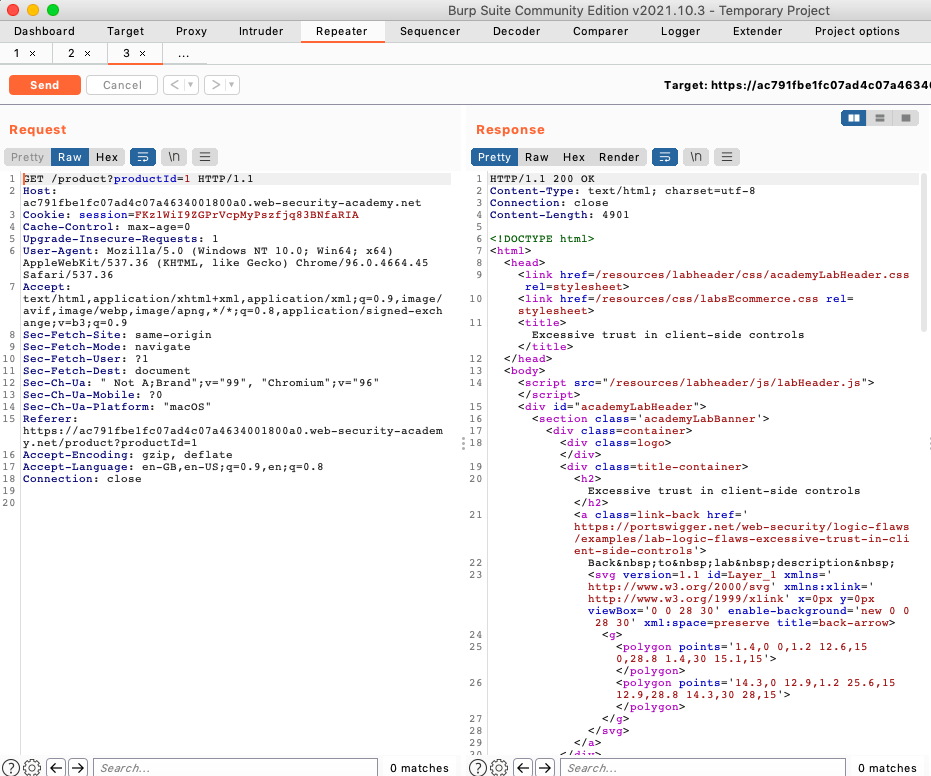 Burp Suite Community Edition v2021.10.3 - Temporary Project
Dashboard Target Proxy Intruder Repeater Sequencer Decoder Comparer Logger Extender Project options
1 × 2 × 3 × ...
Send Cancel < ▾ > ▾ Target: https://ac791fbe1fc07ad4c07a4634
Request
Pretty Raw Hex \n
1 GET /product?productId=1 HTTP/1.1
2 Host:
ac791fbe1fc07ad4c07a4634001800a0.web-security-academy.net
3 Cookie: session=FKz1WiI9ZGPrVcpMyPszfjq83BNfaRIA
4 Cache-Control: max-age=0
5 Upgrade-Insecure-Requests: 1
6 User-Agent: Mozilla/5.0 (Windows NT 10.0; Win64; x64)
AppleWebKit/537.36 (KHTML, like Gecko) Chrome/96.0.4664.45
Safari/537.36
7 Accept:
text/html,application/xhtml+xml,application/xml;q=0.9,image/
avif,image/webp,image/apng,*/*;q=0.8,application/signed-exch
ange;v=b3;q=0.9
8 Sec-Fetch-Site: same-origin
9 Sec-Fetch-Mode: navigate
10 Sec-Fetch-User: ?1
11 Sec-Fetch-Dest: document
12 Sec-Ch-Ua: " Not A;Brand";v="99", "Chromium";v="96"
13 Sec-Ch-Ua-Mobile: ?0
14 Sec-Ch-Ua-Platform: "macOS"
15 Referer:
https://ac791fbe1fc07ad4c07a4634001800a0.web-security-academ
y.net/product?productId=1
16 Accept-Encoding: gzip, deflate
17 Accept-Language: en-GB,en-US;q=0.9,en;q=0.8
18 Connection: close
19
20
Search...
0 matches
Response
Pretty Raw Hex Render \n
1 HTTP/1.1 200 OK
2 Content-Type: text/html; charset=utf-8
3 Connection: close
4 Content-Length: 4901
5
6 <!DOCTYPE html>
7 <html>
8 <head>
9 <link href=/resources/labheader/css/academyLabHeader.css
rel=stylesheet>
10 <link href=/resources/css/labsEcommerce.css rel=
stylesheet>
11 <title>
Excessive trust in client-side controls
</title>
12 </head>
13 <body>
14 <script src="/resources/labheader/js/labHeader.js">
</script>
15 <div id="academyLabHeader">
16 <section class='academyLabBanner'>
17 <div class=container>
18 <div class=logo>
</div>
19 <div class=title-container>
20 <h2>
Excessive trust in client-side controls
</h2>
21 <a class=link-back href='
https://portswigger.net/web-security/logic-flaws
/examples/lab-logic-flaws-excessive-trust-in-cli
ent-side-controls'>
22 Back&nbsp;to&nbsp;lab&nbsp;description&nbsp;
23 <svg version=1.1 id=Layer_1 xmlns='
http://www.w3.org/2000/svg' xmlns:xlink='
http://www.w3.org/1999/xlink' x=0px y=0px
viewBox='0 0 28 30' enable-background='new 0 0
28 30' xml:space=preserve title=back-arrow>
24 <g>
25 <polygon points='1.4,0 0,1.2 12.6,15
0,28.8 1.4,30 15.1,15'>
</polygon>
26 <polygon points='14.3,0 12.9,1.2 25.6,15
12.9,28.8 14.3,30 28,15'>
</polygon>
27 </g>
28 </svg>
29 </a>
30 </div>
Search...
0 matches